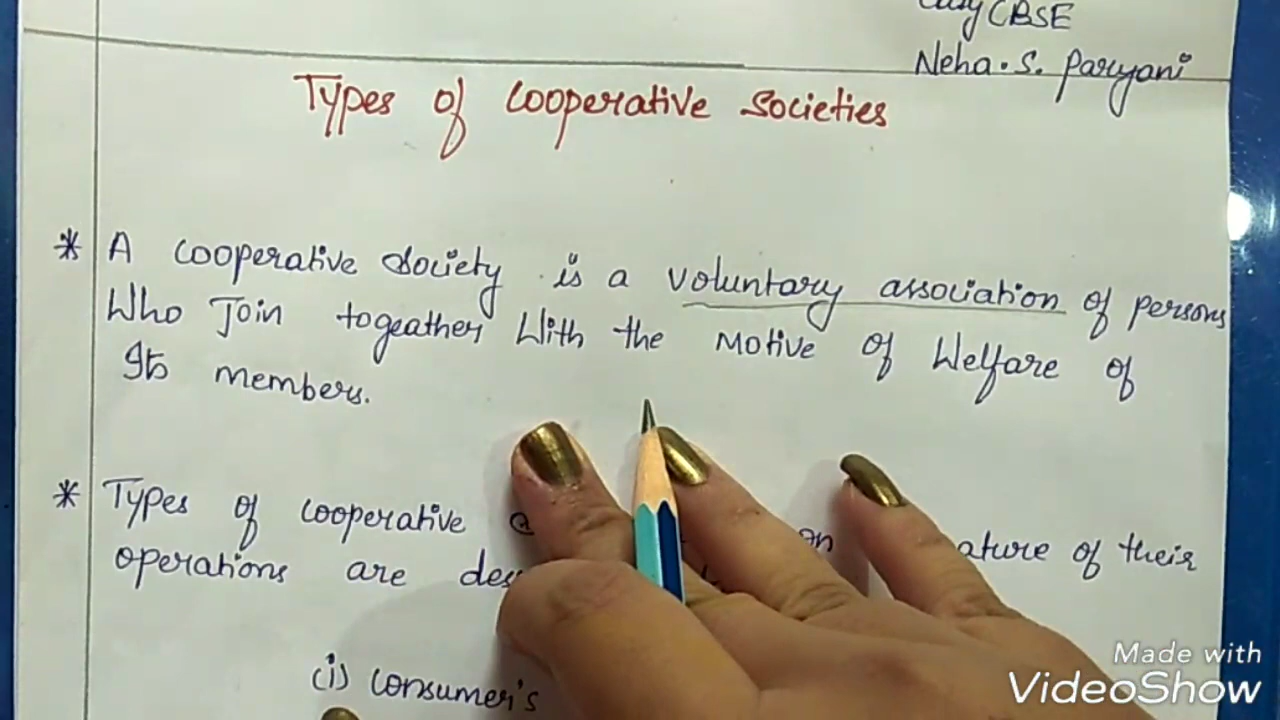 CBSE
Neha. S. Paryani
Types of Cooperative Societies
* A cooperative society is a voluntary association of persons
Who Join togeather With the Motive of Welfare of
Its members.
* Types of cooperative on ature of their
operations are
(i) Consumer's
Made with
VideoShow